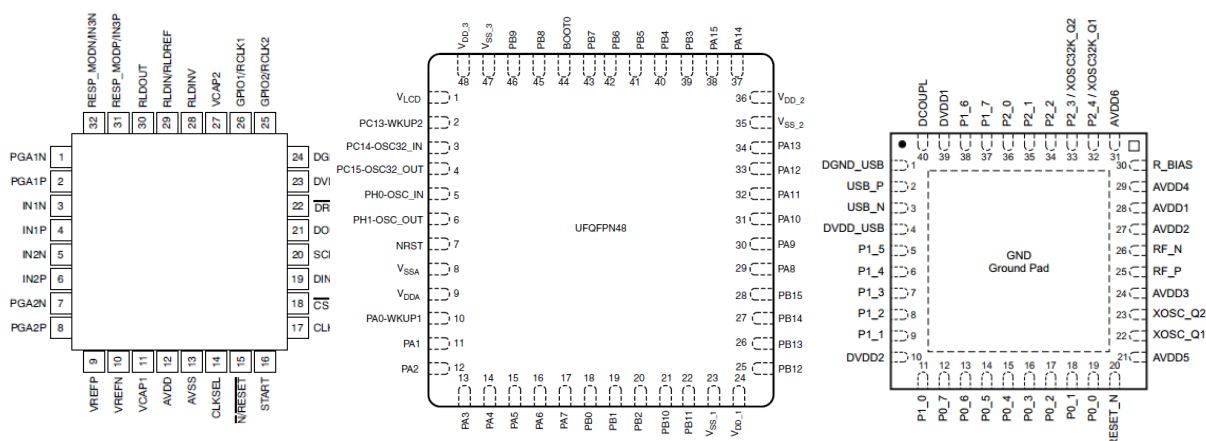 RESP_MODN/IN3N
RESP_MODP/IN3P
RLDOUT
RLDIN/RLDREF
RLDINV
VCAP2
GPIO1/RCLK1
GPIO2/RCLK2
32 31 30 29 28 27 26 25
PGA1N 1
PGA1P 2
IN1N 3
IN1P 4
IN2N 5
IN2P 6
PGA2N 7
PGA2P 8
24
23
22 DR
21
20
19 DIN
18 CS
17
9 10 11 12 13 14 15 16
VREFP
VREFN
VCAP1
AVDD
AVSS
CLKSEL
START
VDD_3
VSS_3
PB9
PB8
BOOT0
PB7
PB6
PB5
PB4
PB3
PA15
PA14
48 47 46 45 44 43 42 41 40 39 38 37
VLCD 1
PC13-WKUP2 2
PC14-OSC32_IN 3
PC15-OSC32_OUT 4
PH0-OSC_IN 5
PH1-OSC_OUT 6
NRST 7
VSSA 8
VDDA 9
PA0-WKUP1 10
PA1 11
PA2 12
UFQFPN48
36 VDD_2
35 VSS_2
34 PA13
33 PA12
32 PA11
31 PA10
30 PA9
29 PA8
28 PB15
27 PB14
26 PB13
25 PB12
13 14 15 16 17 18 19 20 21 22 23 24
PA3
PA4
PA5
PA6
PA7
PB0
PB1
PB2
PB10
PB11
VSS_1
VDD_1
DCOUPL
DVDD1
P1_6
P1_7
P2_0
P2_1
P2_2
P2_3 / XOSC32K_Q2
P2_4 / XOSC32K_Q1
AVDD6
40 39 38 37 36 35 34 33 32 31
DGND_USB 1
USB_P 2
USB_N 3
DVDD_USB 4
P1_5 5
P1_4 6
P1_3 7
P1_2 8
P1_1 9
DVDD2 10
GND
Ground Pad
30 R_BIAS
29 AVDD4
28 AVDD1
27 AVDD2
26 RF_N
25 RF_P
24 AVDD3
23 XOSC_Q2
22 XOSC_Q1
21 AVDD5
11 12 13 14 15 16 17 18 19 20
P1_0
P0_7
P0_6
P0_5
P0_4
P0_3
P0_2
P0_1
P0_0
RESET_N